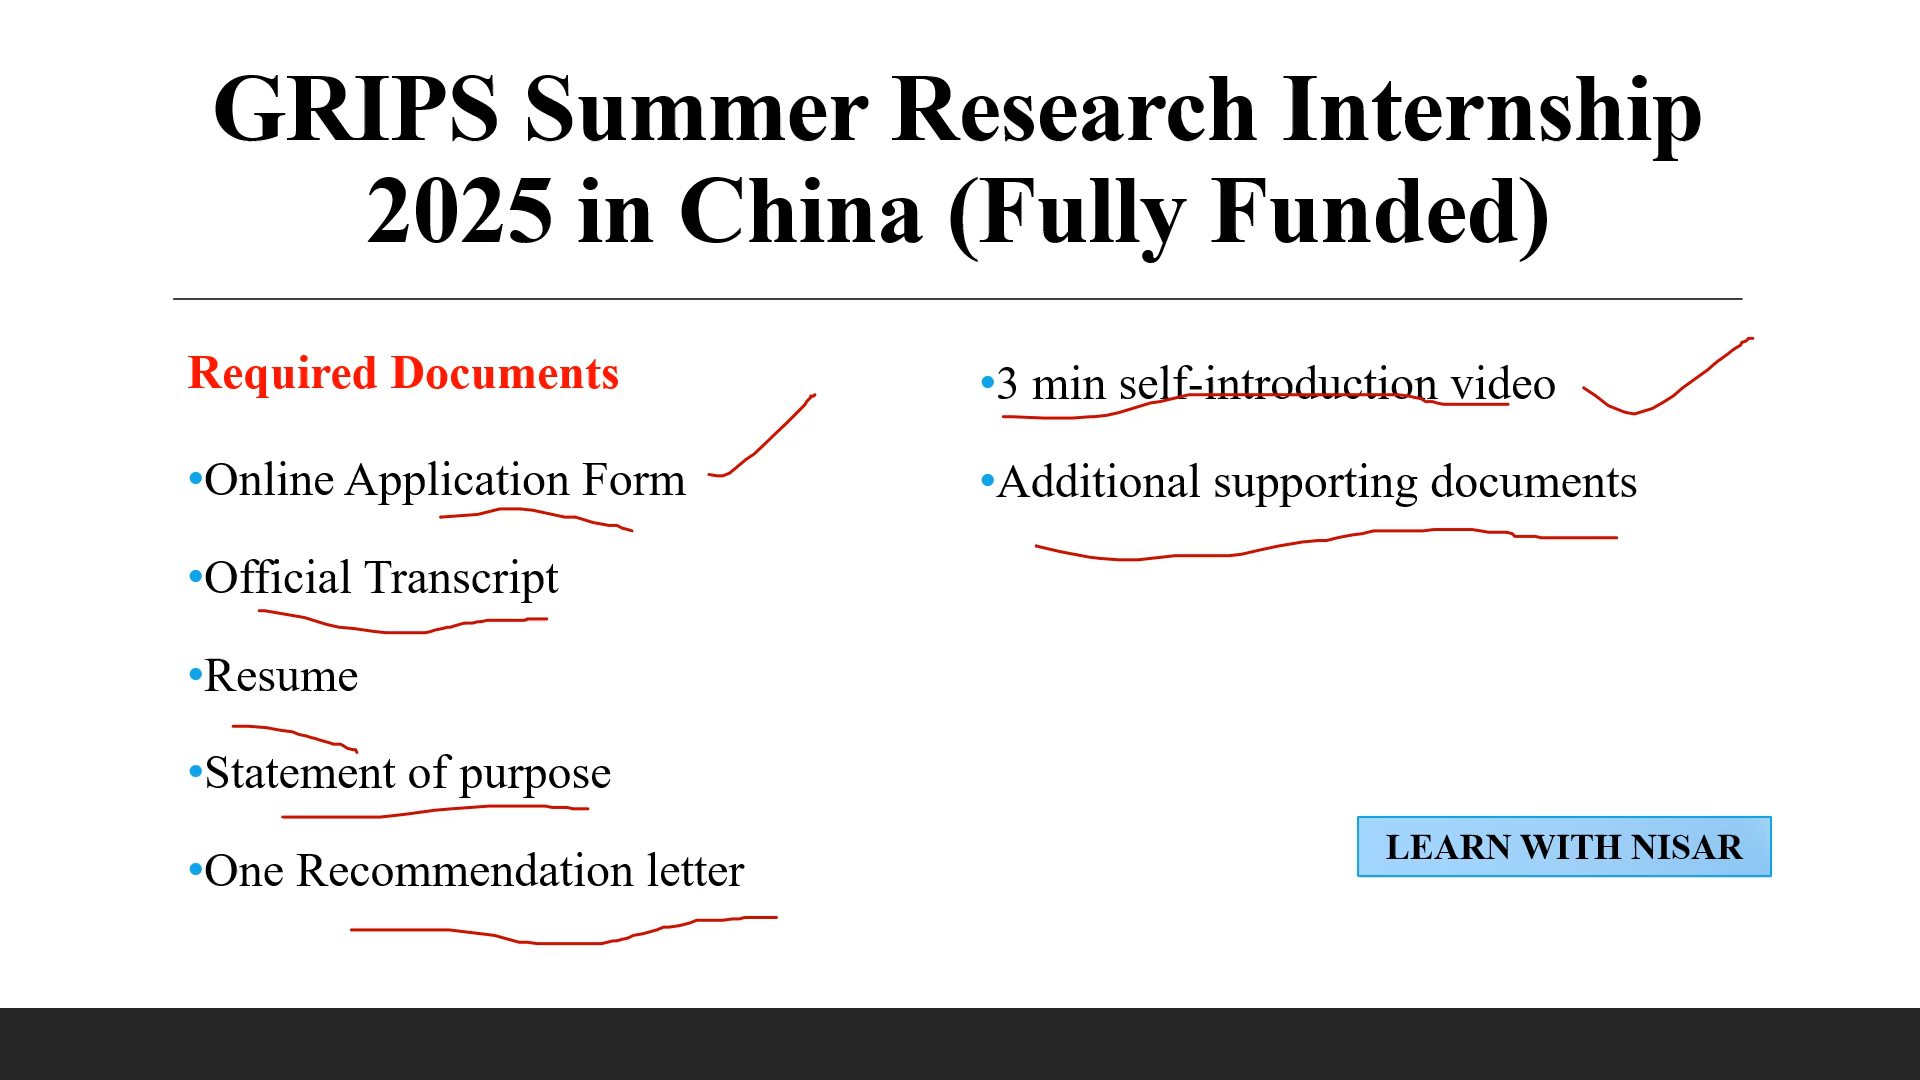 GRIPS Summer Research Internship
2025 in China (Fully Funded)
Required Documents
•Online Application Form
•Official Transcript
•Resume
•Statement of purpose
•One Recommendation letter
•3 min self-introduction video
•Additional supporting documents
LEARN WITH NISAR